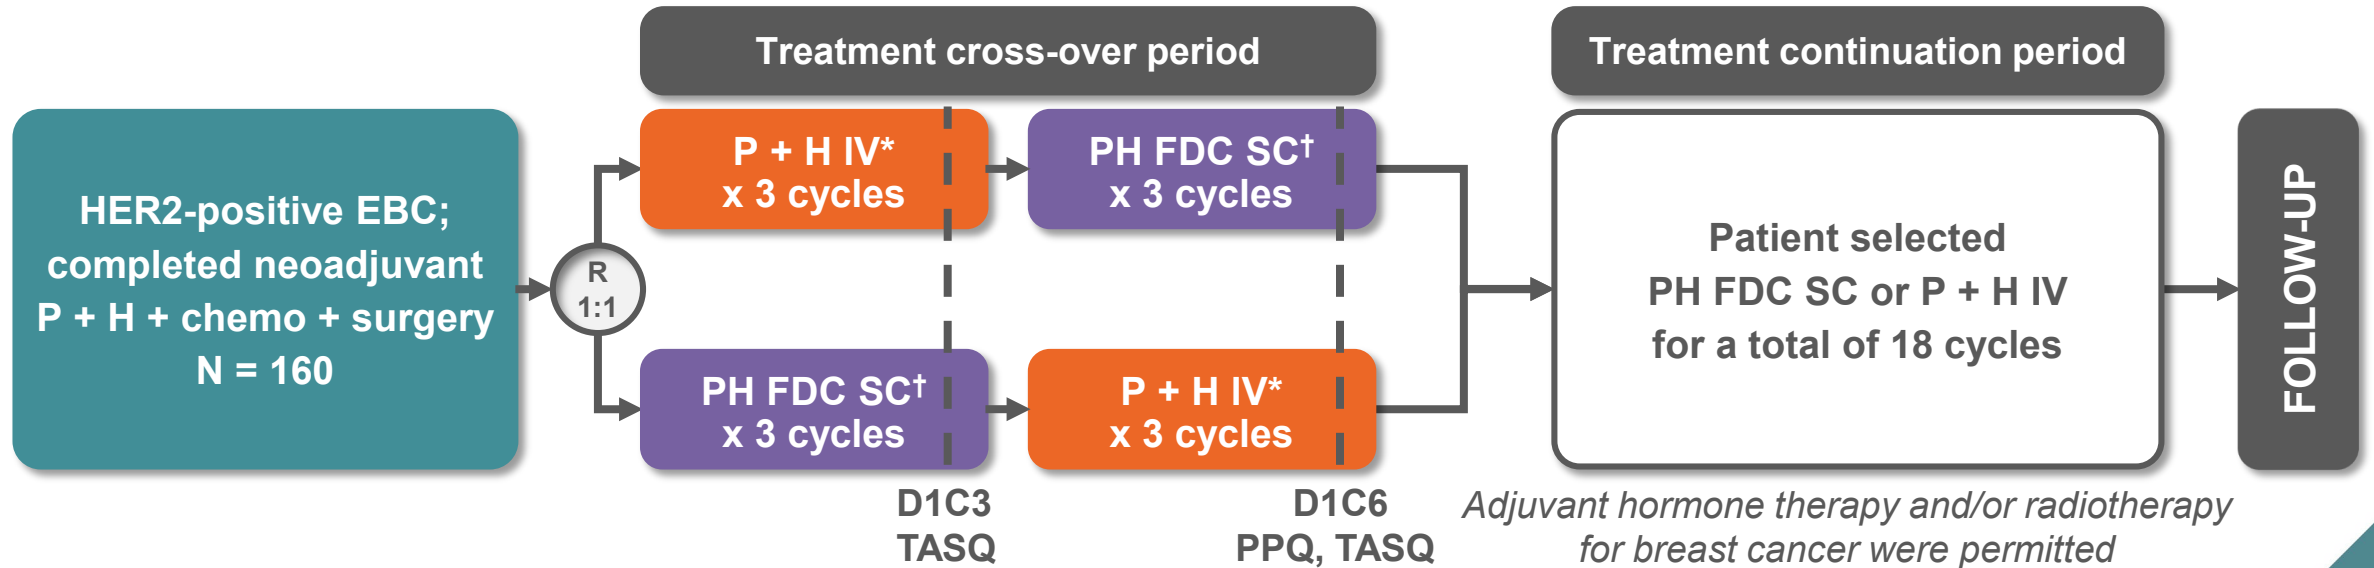 Treatment cross-over period
Treatment continuation period
HER2-positive EBC;
completed neoadjuvant
P + H + chemo + surgery
N = 160
R
1:1
P + H IV*
x 3 cycles
PH FDC SC†
x 3 cycles
PH FDC SC†
x 3 cycles
P + H IV*
x 3 cycles
D1C3
TASQ
D1C6
PPQ, TASQ
Patient selected
PH FDC SC or P + H IV
for a total of 18 cycles
Adjuvant hormone therapy and/or radiotherapy
for breast cancer were permitted
FOLLOW-UP